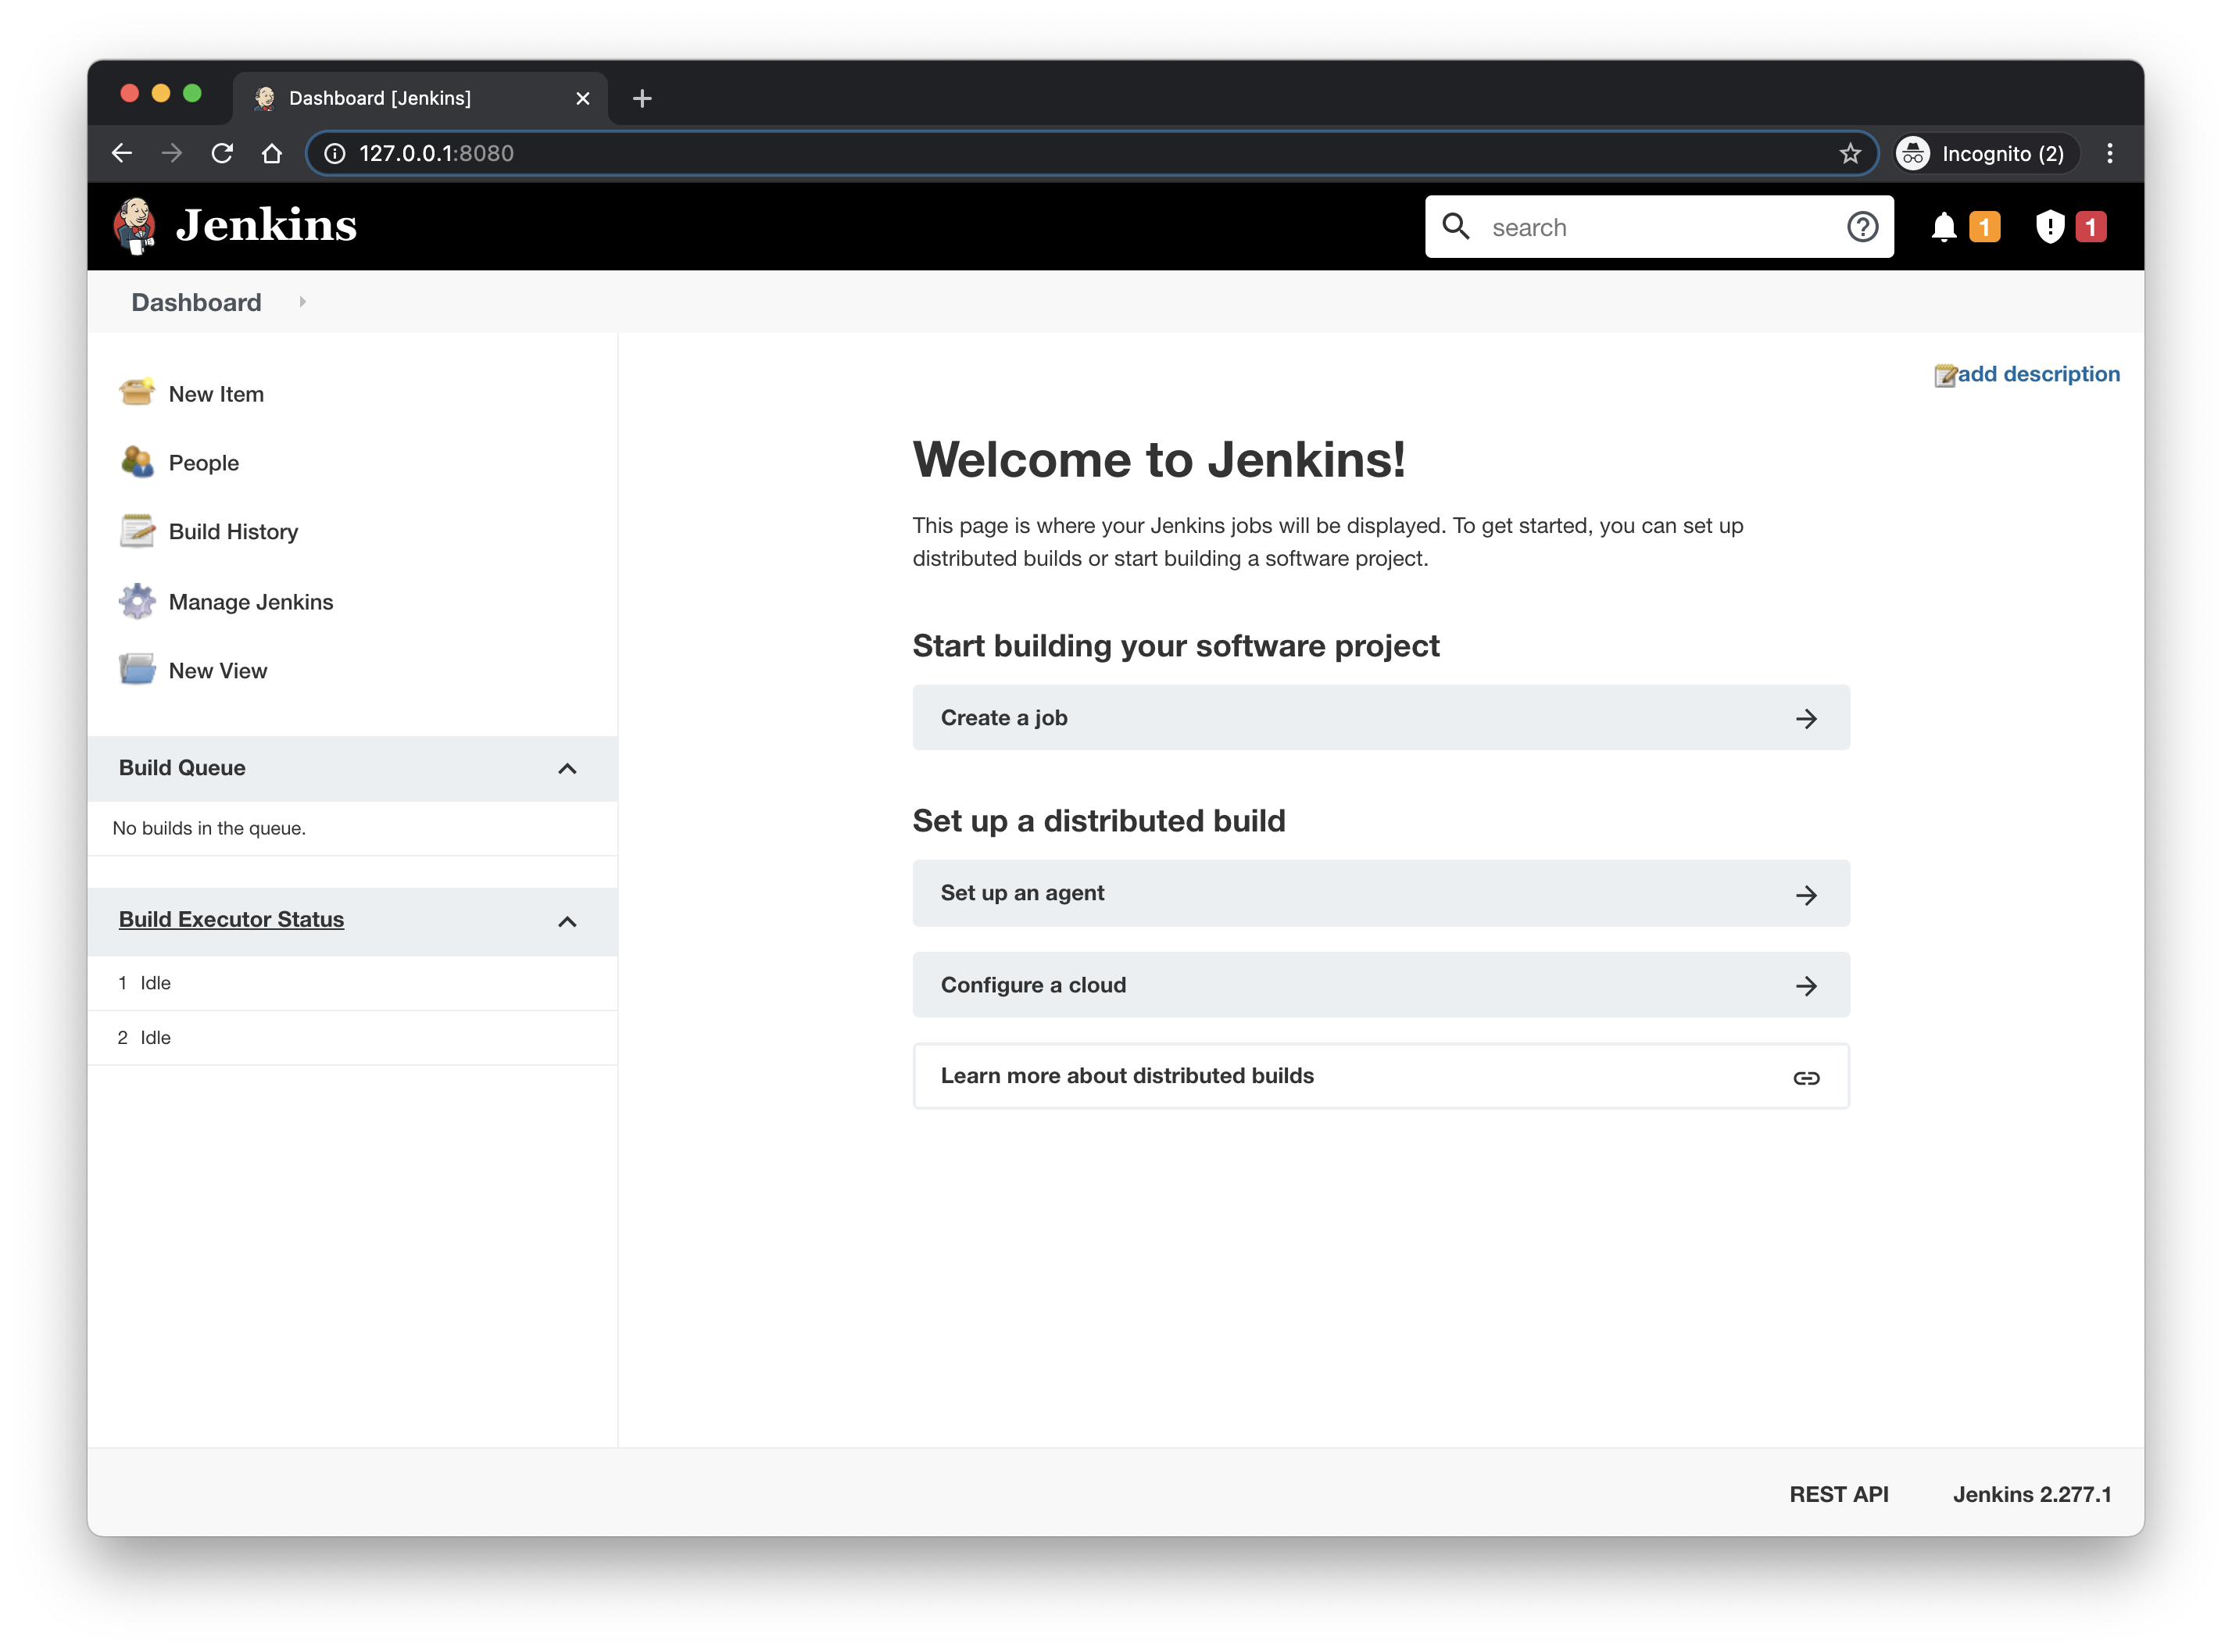 Dashboard [Jenkins]
127.0.0.1:8080
Incognito (2)
Jenkins
search
1
1
Dashboard
add description
New Item
People
Build History
Manage Jenkins
New View
Build Queue
No builds in the queue.
Build Executor Status
1 Idle
2 Idle
Welcome to Jenkins!
This page is where your Jenkins jobs will be displayed. To get started, you can set up
distributed builds or start building a software project.
Start building your software project
Create a job
Set up a distributed build
Set up an agent
Configure a cloud
Learn more about distributed builds
REST API
Jenkins 2.277.1